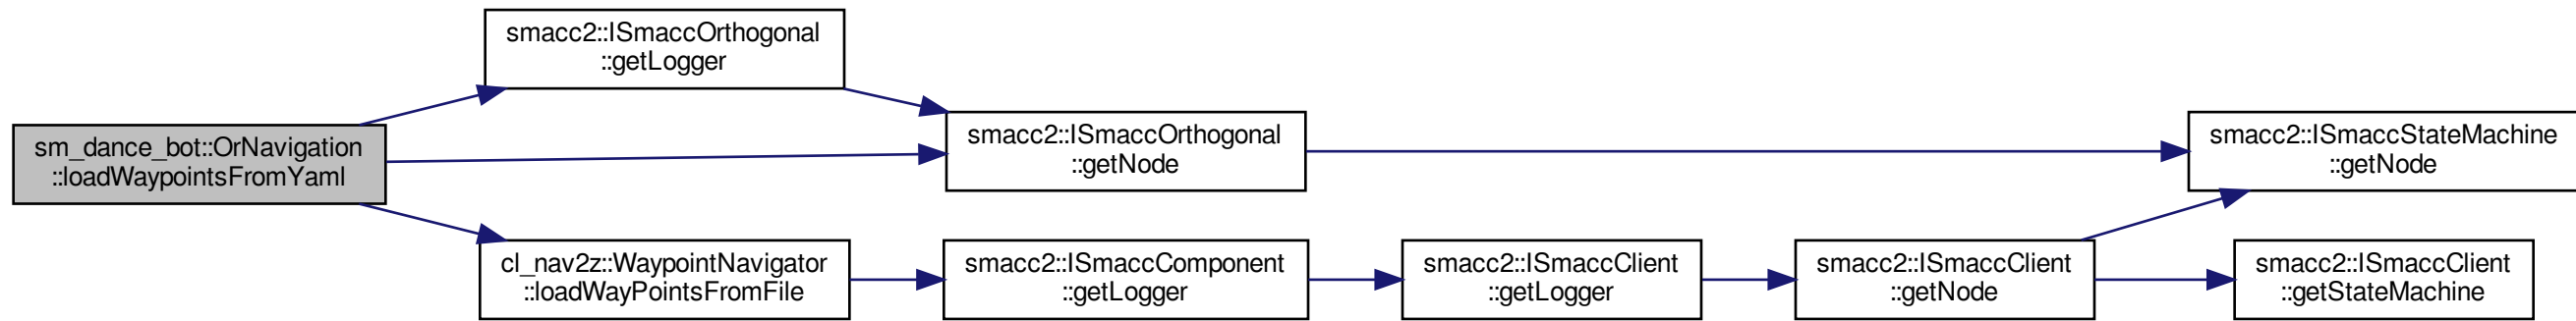 smacc2::ISmaccOrthogonal
::getLogger
sm_dance_bot::OrNavigation
::loadWaypointsFromYaml
smacc2::ISmaccOrthogonal
::getNode
smacc2::ISmaccStateMachine
::getNode
cl_nav2z::WaypointNavigator
::loadWayPointsFromFile
smacc2::ISmaccComponent
::getLogger
smacc2::ISmaccClient
::getLogger
smacc2::ISmaccClient
::getNode
smacc2::ISmaccClient
::getStateMachine